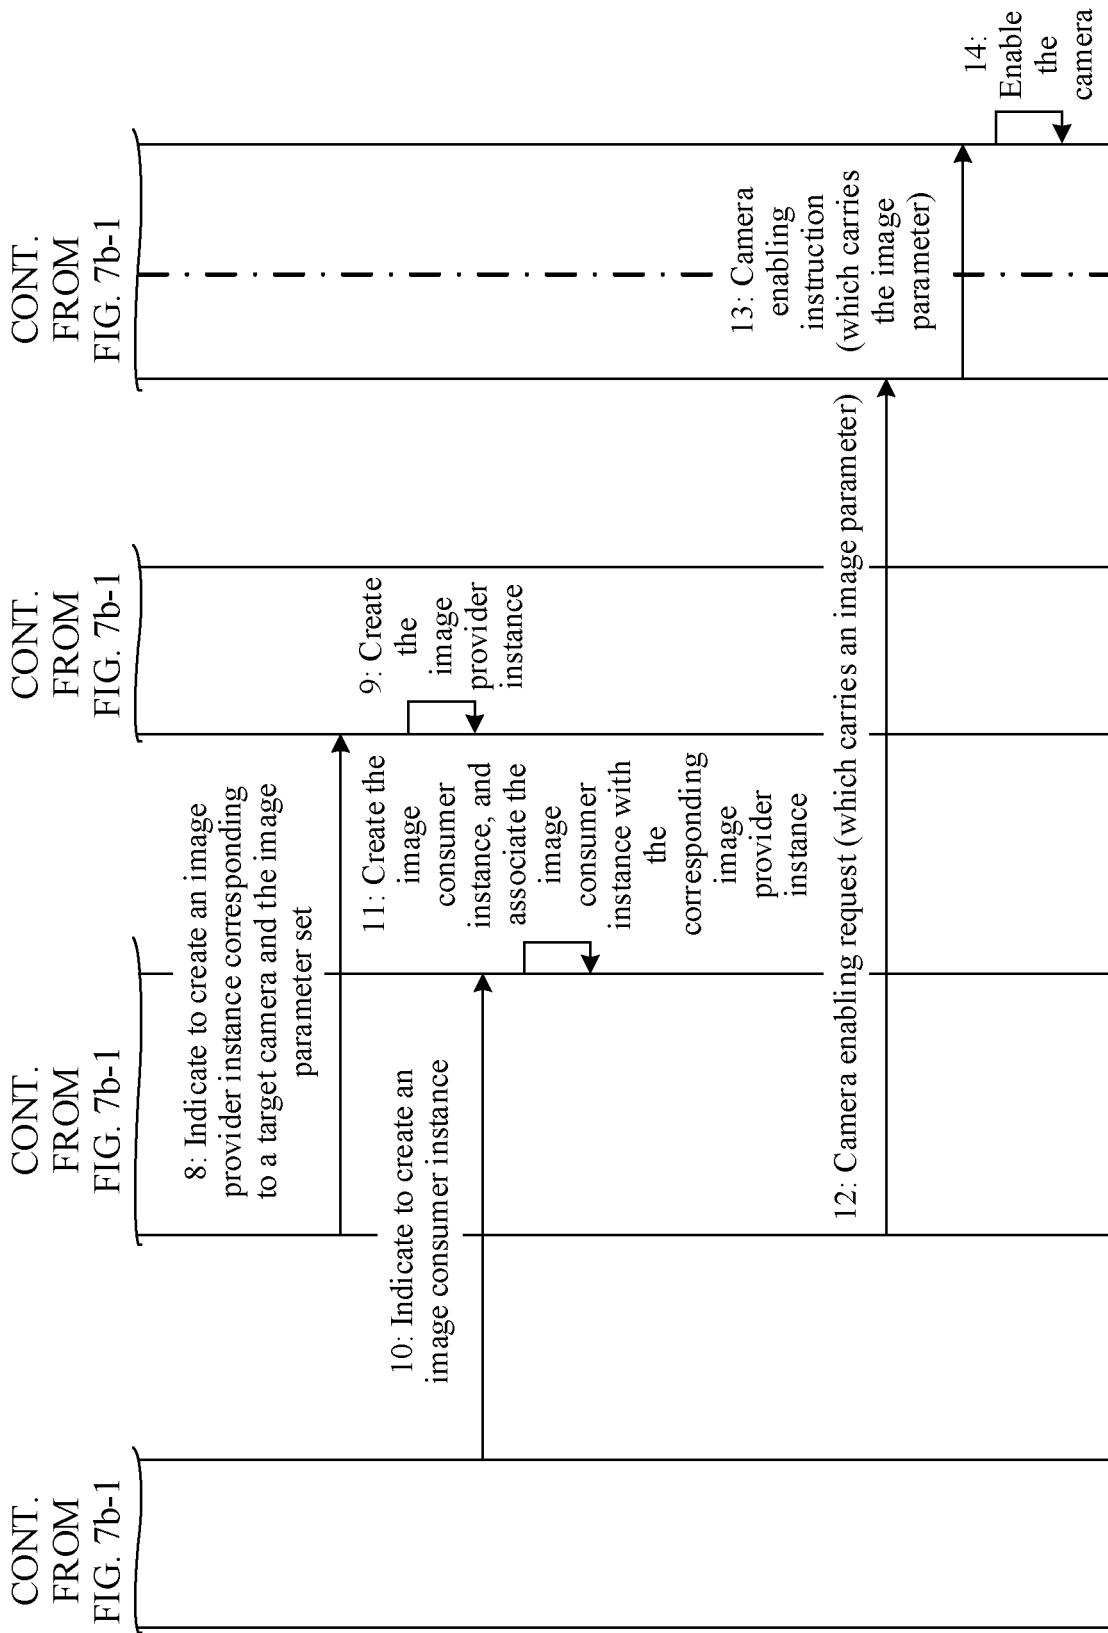 CONT.
FROM
FIG. 7b-1
CONT.
FROM
FIG. 7b-1
CONT.
FROM
FIG. 7b-1
CONT.
FROM
FIG. 7b-1
8: Indicate to create an image
provider instance corresponding
to a target camera and the image
parameter set
9: Create
the
image
provider
instance
10: Indicate to create an
image consumer instance
11: Create the
image
consumer
instance, and
associate the
image
consumer
instance with
the
corresponding
image
provider
instance
12: Camera enabling request (which carries an image parameter)
13: Camera
enabling
instruction
(which carries
the image
parameter)
14:
Enable
the
camera